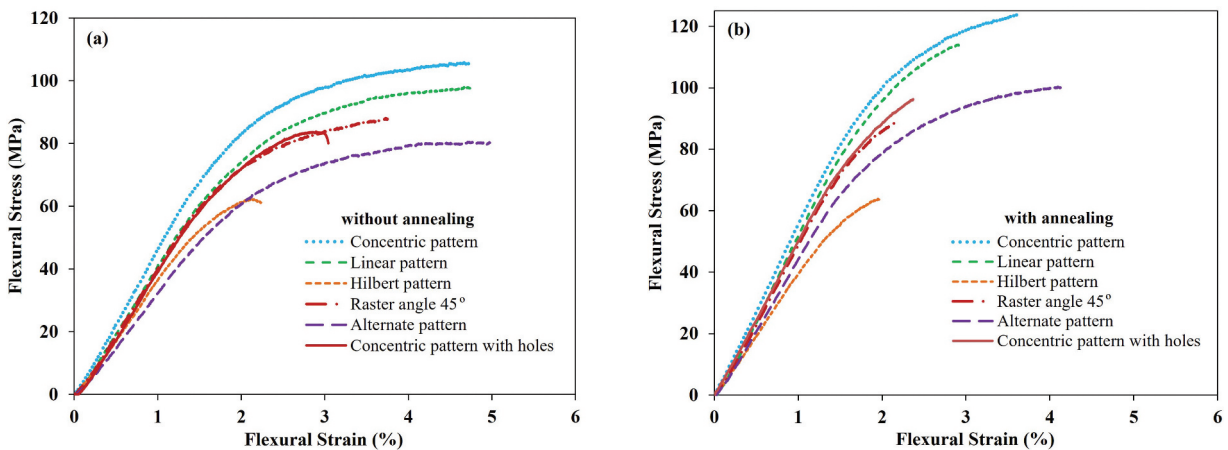 (a)
Flexural Stress (MPa)
120
100
80
60
40
20
0
0 1 2 3 4 5 6
Flexural Strain (%)
without annealing
Concentric pattern
Linear pattern
Hilbert pattern
Raster angle 45°
Alternate pattern
Concentric pattern with holes
(b)
Flexural Stress (MPa)
120
100
80
60
40
20
0
0 1 2 3 4 5 6
Flexural Strain (%)
with annealing
Concentric pattern
Linear pattern
Hilbert pattern
Raster angle 45°
Alternate pattern
Concentric pattern with holes